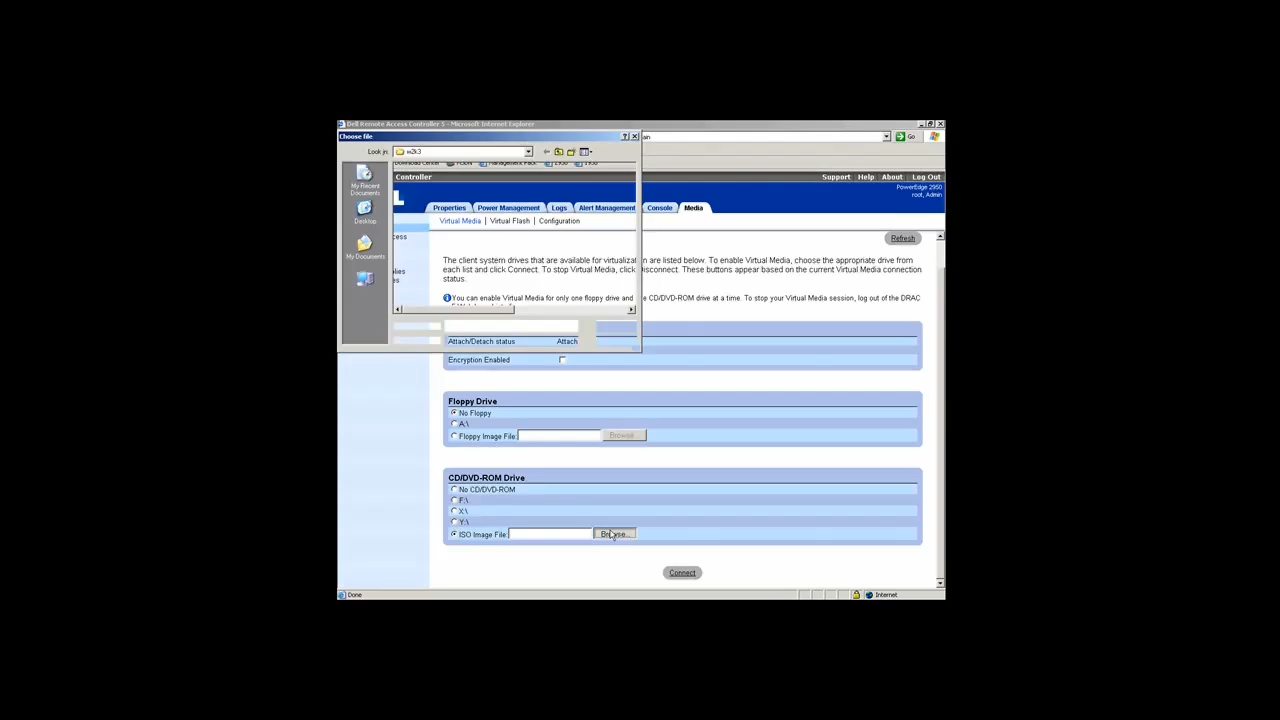 Dell Remote Access Controller 5 - Microsoft Internet Explorer
Choose file
Look in: w2k3
Go
My Recent
Documents
Desktop
My Documents
Controller
Support Help About Log Out
PowerEdge 2950
root, Admin
Properties Power Management Logs Alert Management Console Media
Virtual Media Virtual Flash Configuration
Refresh
The client system drives that are available for virtualization are listed below. To enable Virtual Media, choose the appropriate drive from
each list and click Connect. To stop Virtual Media, click Disconnect. These buttons appear based on the current Virtual Media connection
status.
You can enable Virtual Media for only one floppy drive and CD/DVD-ROM drive at a time. To stop your Virtual Media session, log out of the DRAC
Attach/Detach status Attach
Encryption Enabled
Floppy Drive
No Floppy
A:\
Floppy Image File: Browse...
CD/DVD-ROM Drive
No CD/DVD-ROM
F:\
X:\
Y:\
ISO Image File: Browse...
Connect
Done Internet